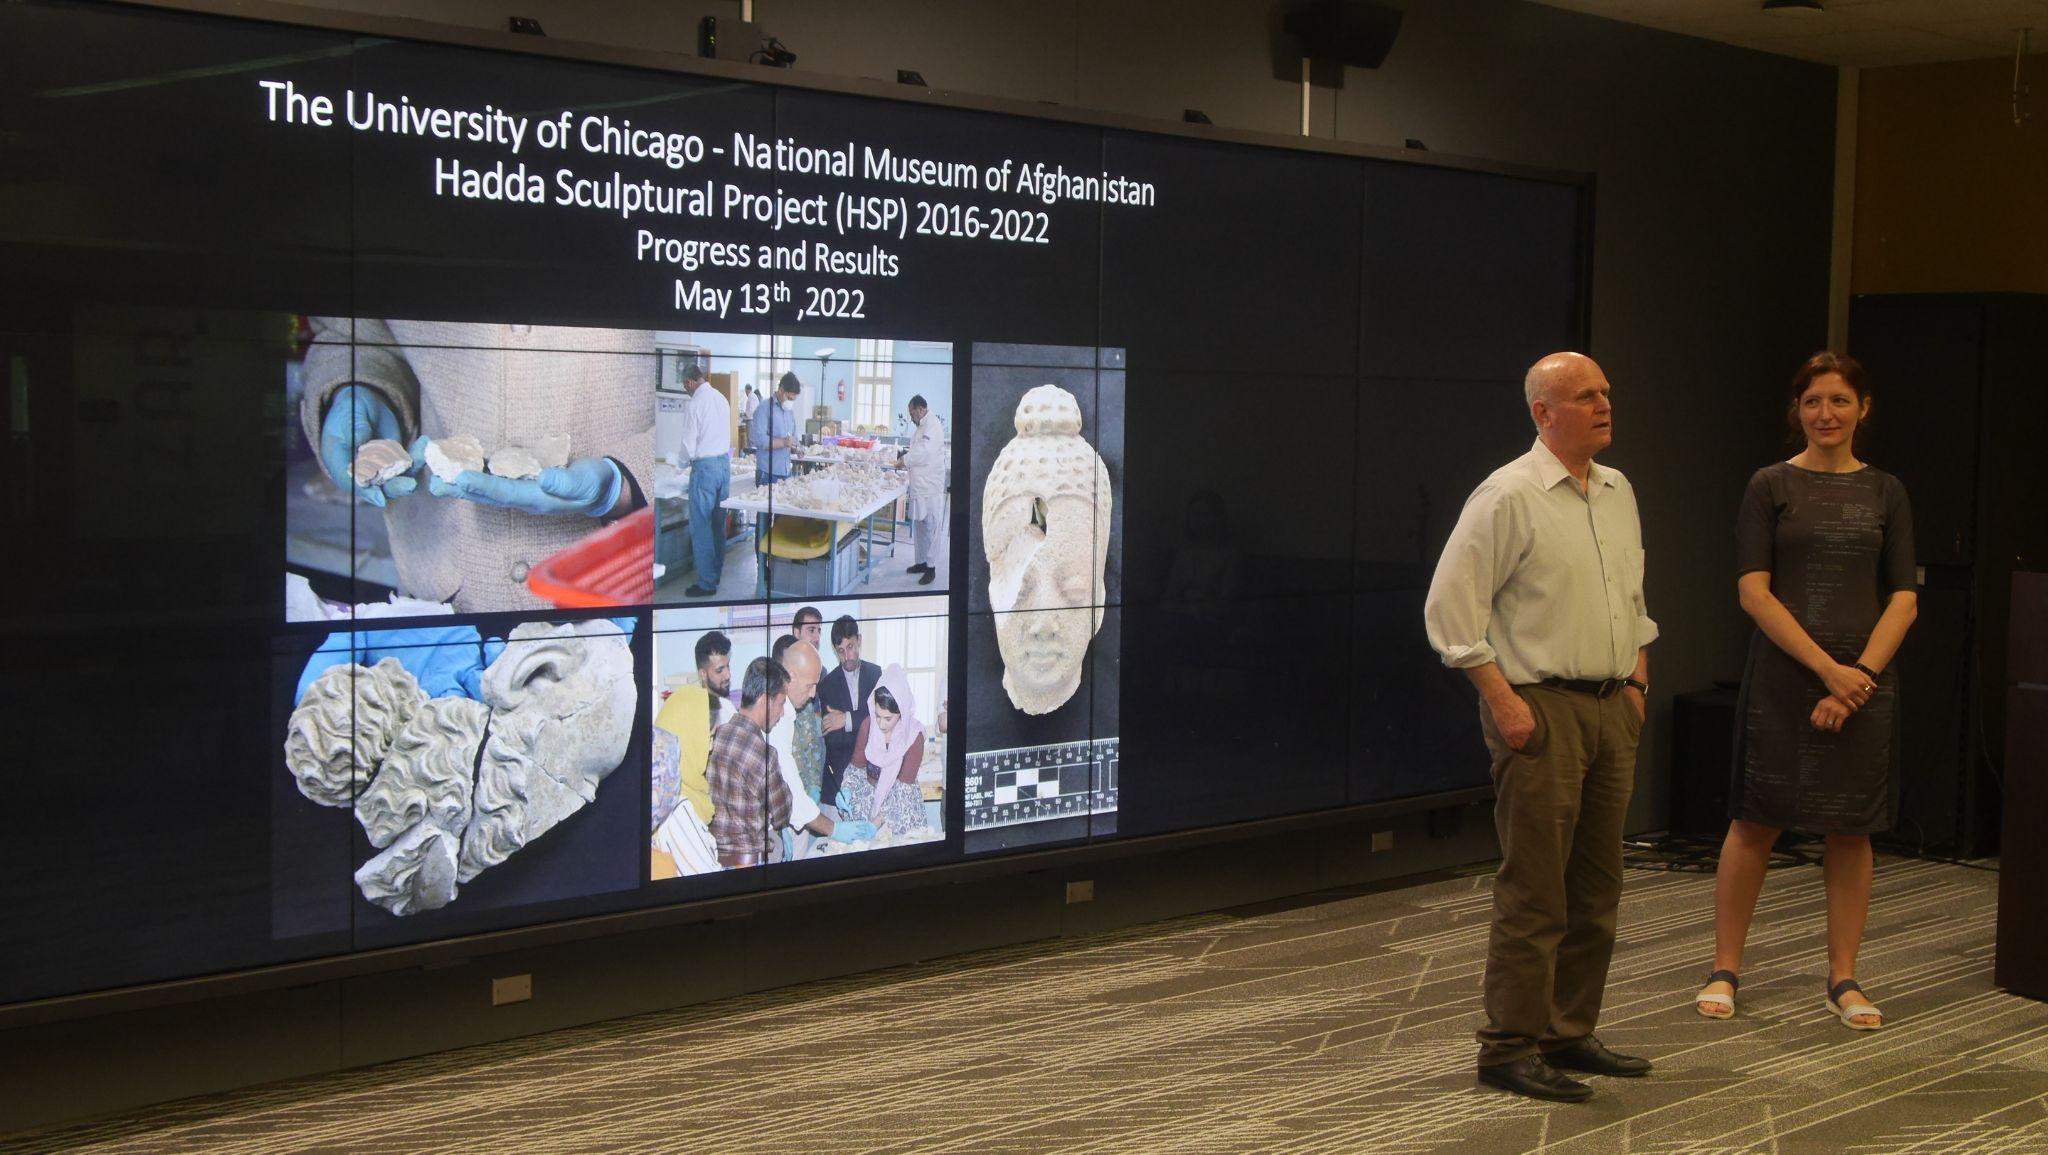 The University of Chicago - National Museum of Afghanistan
Hadda Sculptural Project (HSP) 2016-2022
Progress and Results
May 13th ,2022